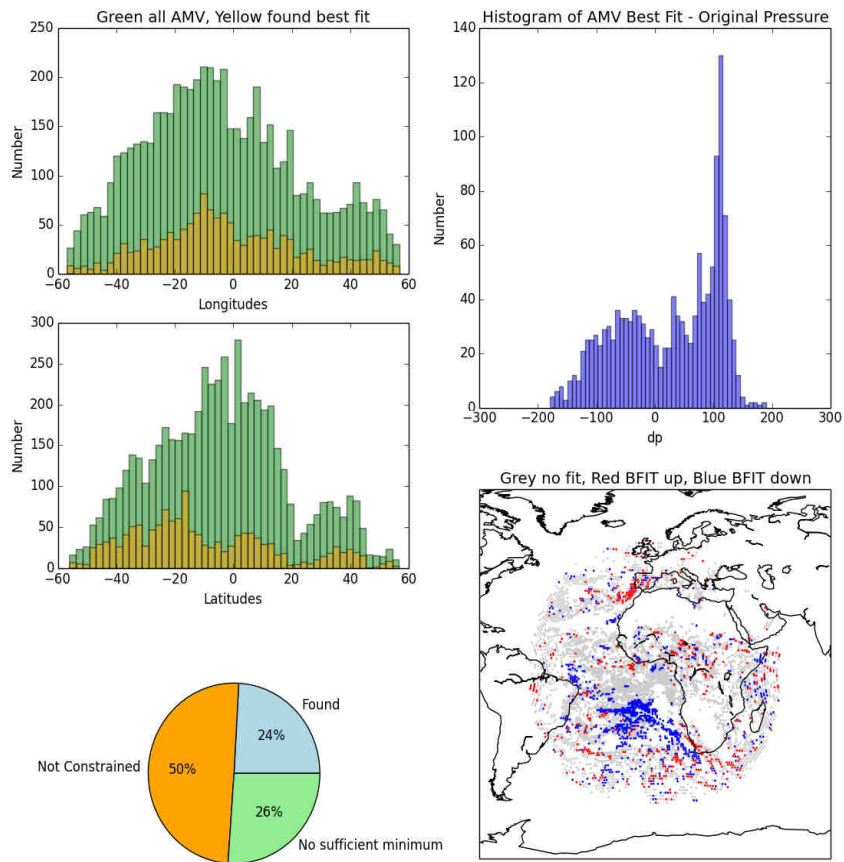 Green all AMV, Yellow found best fit
250
200
150
100
50
0
Number
−60 −40 −20 0 20 40 60
Longitudes
300
250
200
150
100
50
0
Number
−60 −40 −20 0 20 40 60
Latitudes
Histogram of AMV Best Fit - Original Pressure
140
120
100
80
60
40
20
0
Number
−300 −200 −100 0 100 200 300
dp
Grey no fit, Red BFIT up, Blue BFIT down
Found
24%
Not Constrained
50%
26%
No sufficient minimum